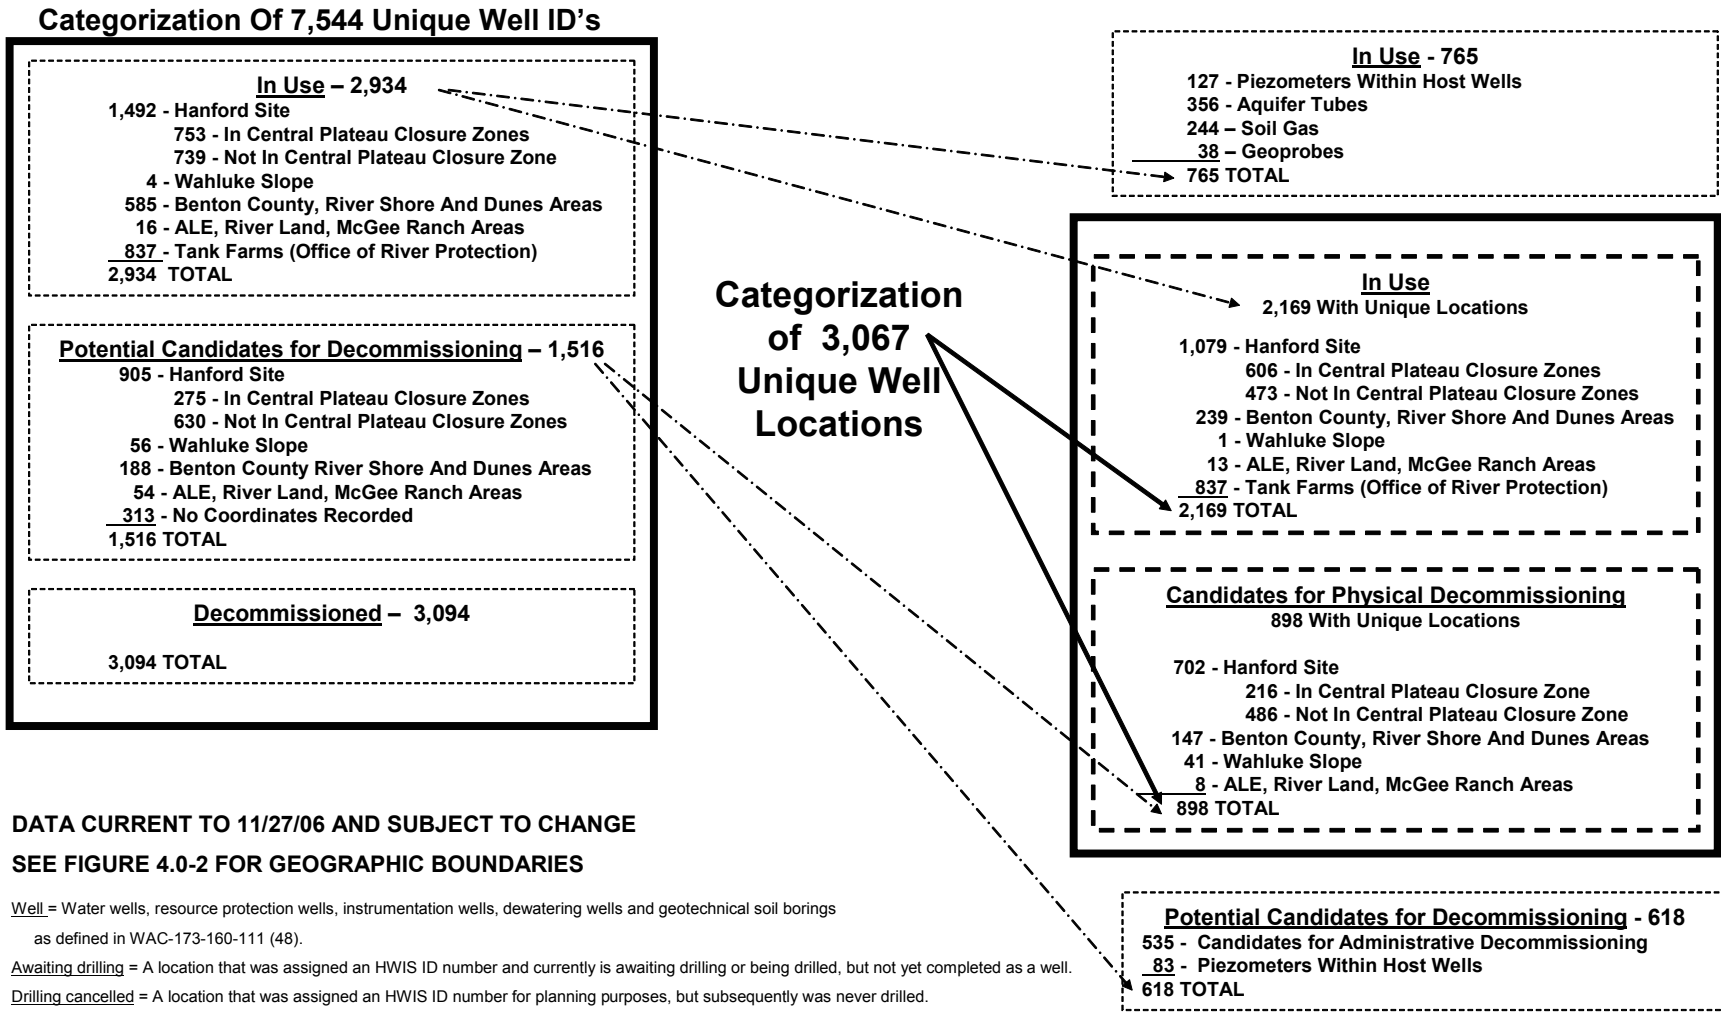 Categorization Of 7,544 Unique Well ID’s
In Use – 2,934
1,492 - Hanford Site
753 - In Central Plateau Closure Zones
739 - Not In Central Plateau Closure Zone
4 - Wahluke Slope
585 - Benton County, River Shore And Dunes Areas
16 - ALE, River Land, McGee Ranch Areas
837 - Tank Farms (Office of River Protection)
2,934 TOTAL
Potential Candidates for Decommissioning – 1,516
905 - Hanford Site
275 - In Central Plateau Closure Zones
630 - Not In Central Plateau Closure Zones
56 - Wahluke Slope
188 - Benton County River Shore And Dunes Areas
54 - ALE, River Land, McGee Ranch Areas
313 - No Coordinates Recorded
1,516 TOTAL
Decommissioned – 3,094
3,094 TOTAL
Categorization
of 3,067
Unique Well
Locations
In Use - 765
127 - Piezometers Within Host Wells
356 - Aquifer Tubes
244 – Soil Gas
38 – Geoprobes
765 TOTAL
In Use
2,169 With Unique Locations
1,079 - Hanford Site
606 - In Central Plateau Closure Zones
473 - Not In Central Plateau Closure Zones
239 - Benton County, River Shore And Dunes Areas
1 - Wahluke Slope
13 - ALE, River Land, McGee Ranch Areas
837 - Tank Farms (Office of River Protection)
2,169 TOTAL
Candidates for Physical Decommissioning
898 With Unique Locations
702 - Hanford Site
216 - In Central Plateau Closure Zone
486 - Not In Central Plateau Closure Zone
147 - Benton County, River Shore And Dunes Areas
41 - Wahluke Slope
8 - ALE, River Land, McGee Ranch Areas
898 TOTAL
Potential Candidates for Decommissioning - 618
535 - Candidates for Administrative Decommissioning
83 - Piezometers Within Host Wells
618 TOTAL
DATA CURRENT TO 11/27/06 AND SUBJECT TO CHANGE
SEE FIGURE 4.0-2 FOR GEOGRAPHIC BOUNDARIES
Well = Water wells, resource protection wells, instrumentation wells, dewatering wells and geotechnical soil borings
as defined in WAC-173-160-111 (48).
Awaiting drilling = A location that was assigned an HWIS ID number and currently is awaiting drilling or being drilled, but not yet completed as a well.
Drilling cancelled = A location that was assigned an HWIS ID number for planning purposes, but subsequently was never drilled.